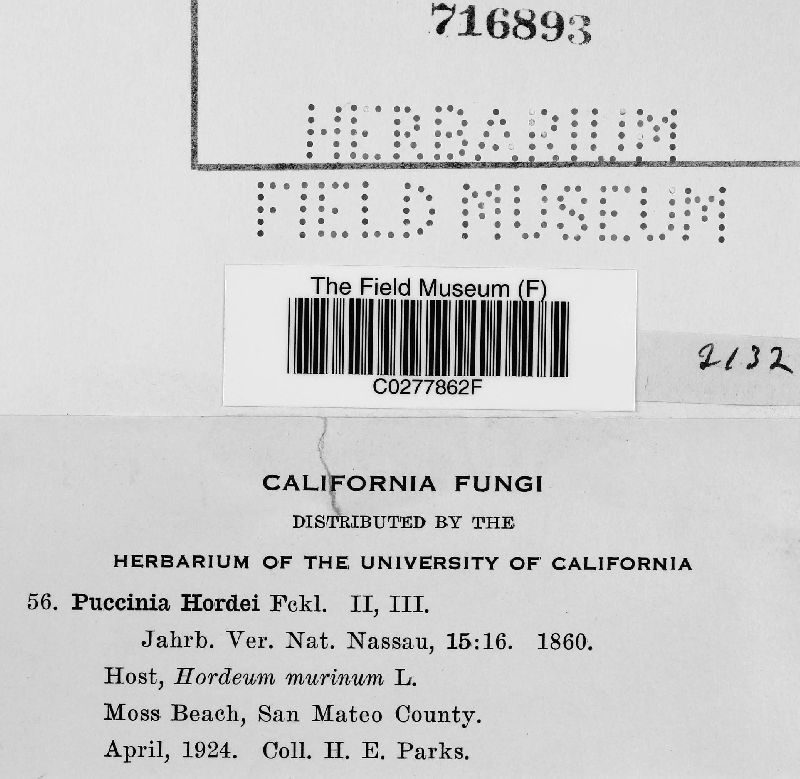 716893
HERBARIUM
FIELD MUSEUM
The Field Museum (F)
C0277862F
2132
CALIFORNIA FUNGI
DISTRIBUTED BY THE
HERBARIUM OF THE UNIVERSITY OF CALIFORNIA
56. Puccinia Hordei Fckl. II, III.
Jahrb. Ver. Nat. Nassau, 15:16. 1860.
Host, Hordeum murinum L.
Moss Beach, San Mateo County.
April, 1924. Coll. H. E. Parks.